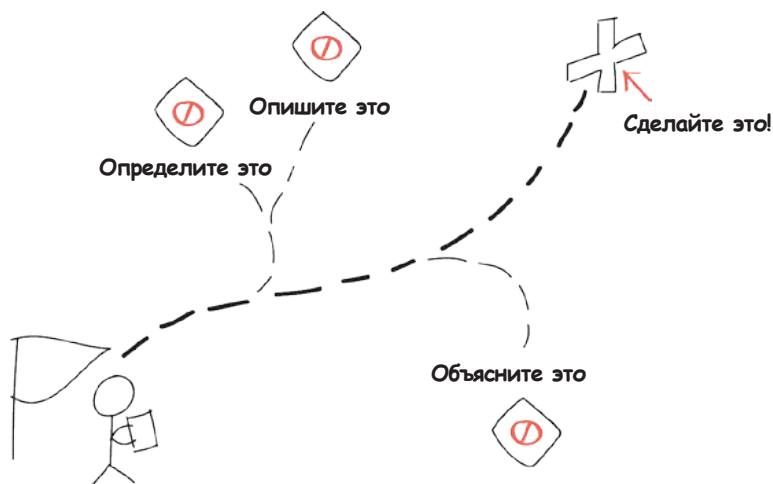 Опишите это
Сделайте это!
Определите это
Объясните это